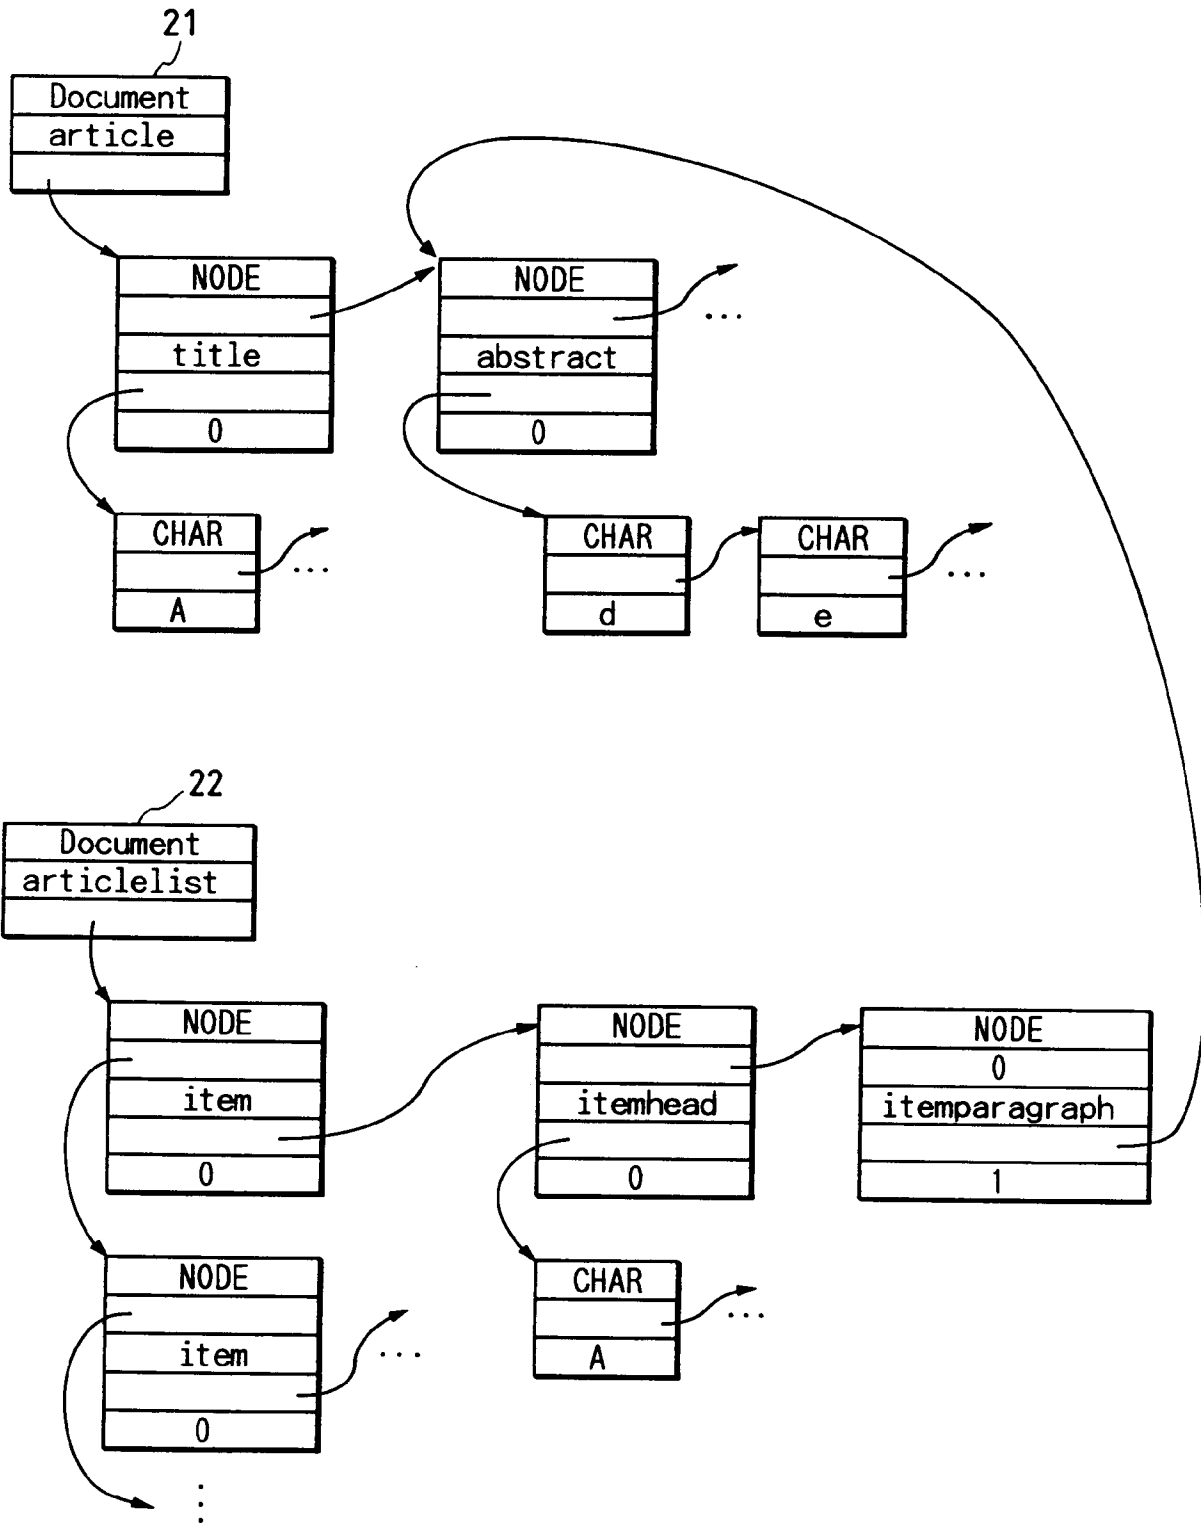 21
Document
article
NODE
title
0
NODE
abstract
0
...
CHAR
A
...
CHAR
d
CHAR
e
...
22
Document
articlelist
NODE
item
0
NODE
itemhead
0
NODE
0
itemparagraph
1
NODE
item
0
...
CHAR
A
...